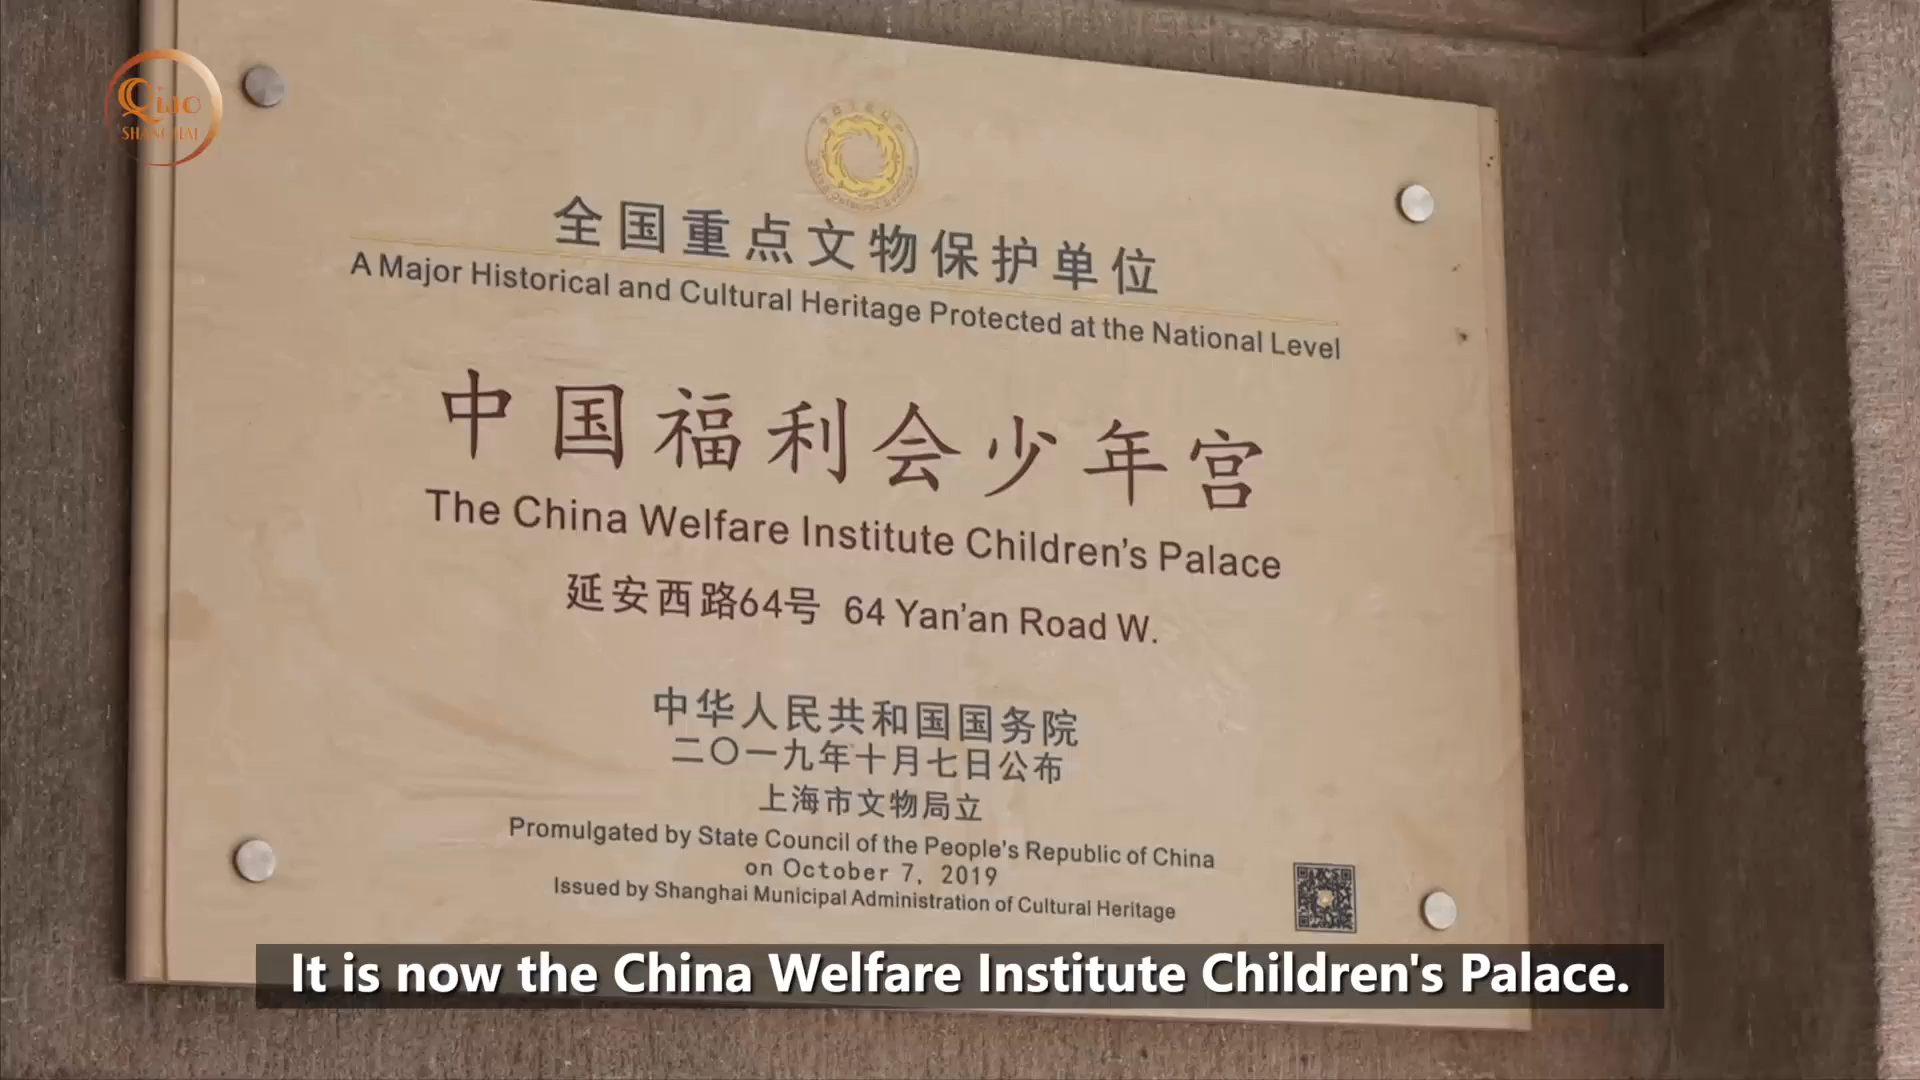 Qiao
SHANGHAI
全国重点文物保护单位
A Major Historical and Cultural Heritage Protected at the National Level
中国福利会少年宫
The China Welfare Institute Children's Palace
延安西路64号 64 Yan'an Road W.
中华人民共和国国务院
二〇一九年十月七日公布
上海市文物局立
Promulgated by State Council of the People's Republic of China
on October 7, 2019
Issued by Shanghai Municipal Administration of Cultural Heritage
It is now the China Welfare Institute Children's Palace.